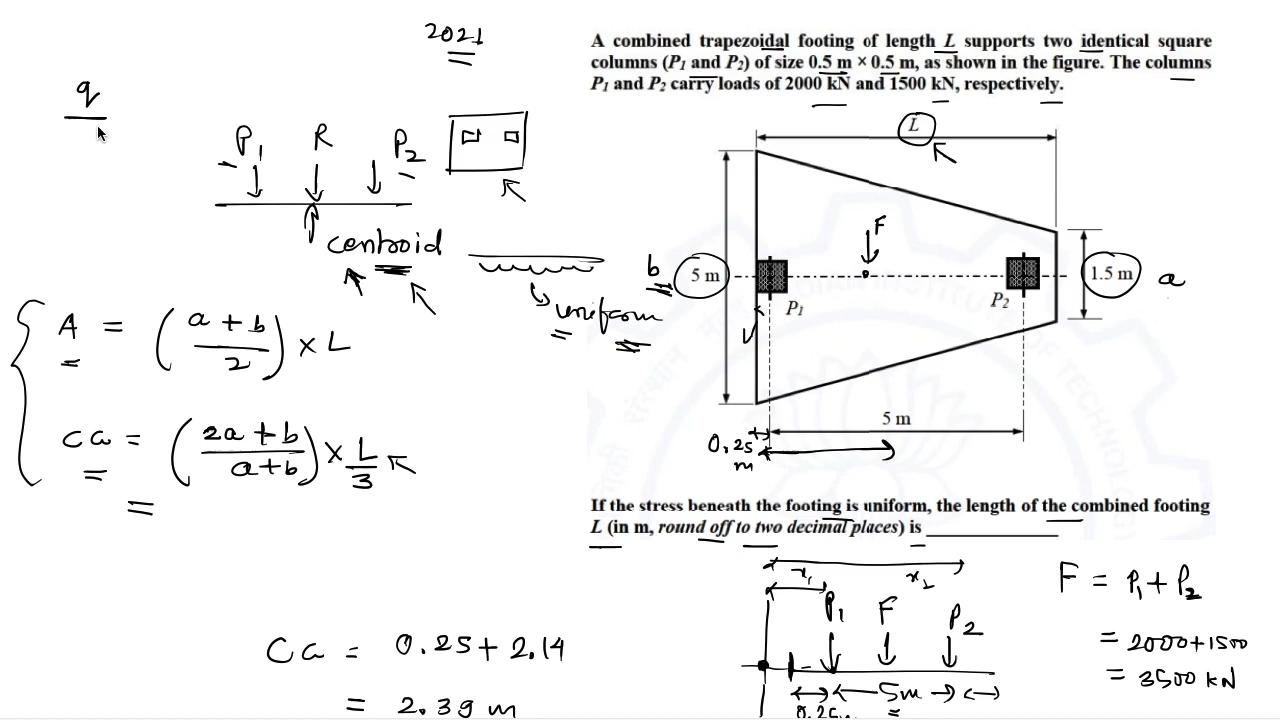 2021
q
P1 R P2
centroid
uniform
A = (a + b / 2) × L
CG = (2a + b / a + b) × L / 3
CG = 0.25 + 2.14
= 2.39 m
A combined trapezoidal footing of length L supports two identical square
columns (P1 and P2) of size 0.5 m × 0.5 m, as shown in the figure. The columns
P1 and P2 carry loads of 2000 kN and 1500 kN, respectively.
L
F
b 5 m
1.5 m a
P1
P2
5 m
0.25
m
If the stress beneath the footing is uniform, the length of the combined footing
L (in m, round off to two decimal places) is
x1 x2
P1 F P2
5m
F = P1 + P2
= 2000+1500
= 3500 kN